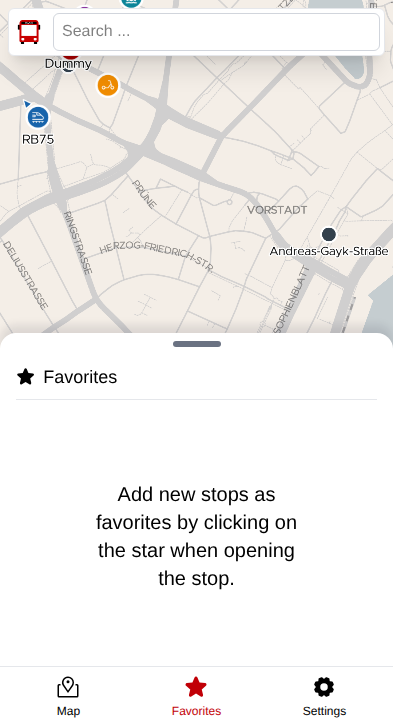 Search ...
Dummy
RB75
PRÜNE
VORSTADT
RINGSTRASSE
Andreas-Gayk-Straße
HERZOG-FRIEDRICH-STR.
DELIUSSTRASSE
SOPHIENBLATT
Favorites
Add new stops as
favorites by clicking on
the star when opening
the stop.
Map
Favorites
Settings